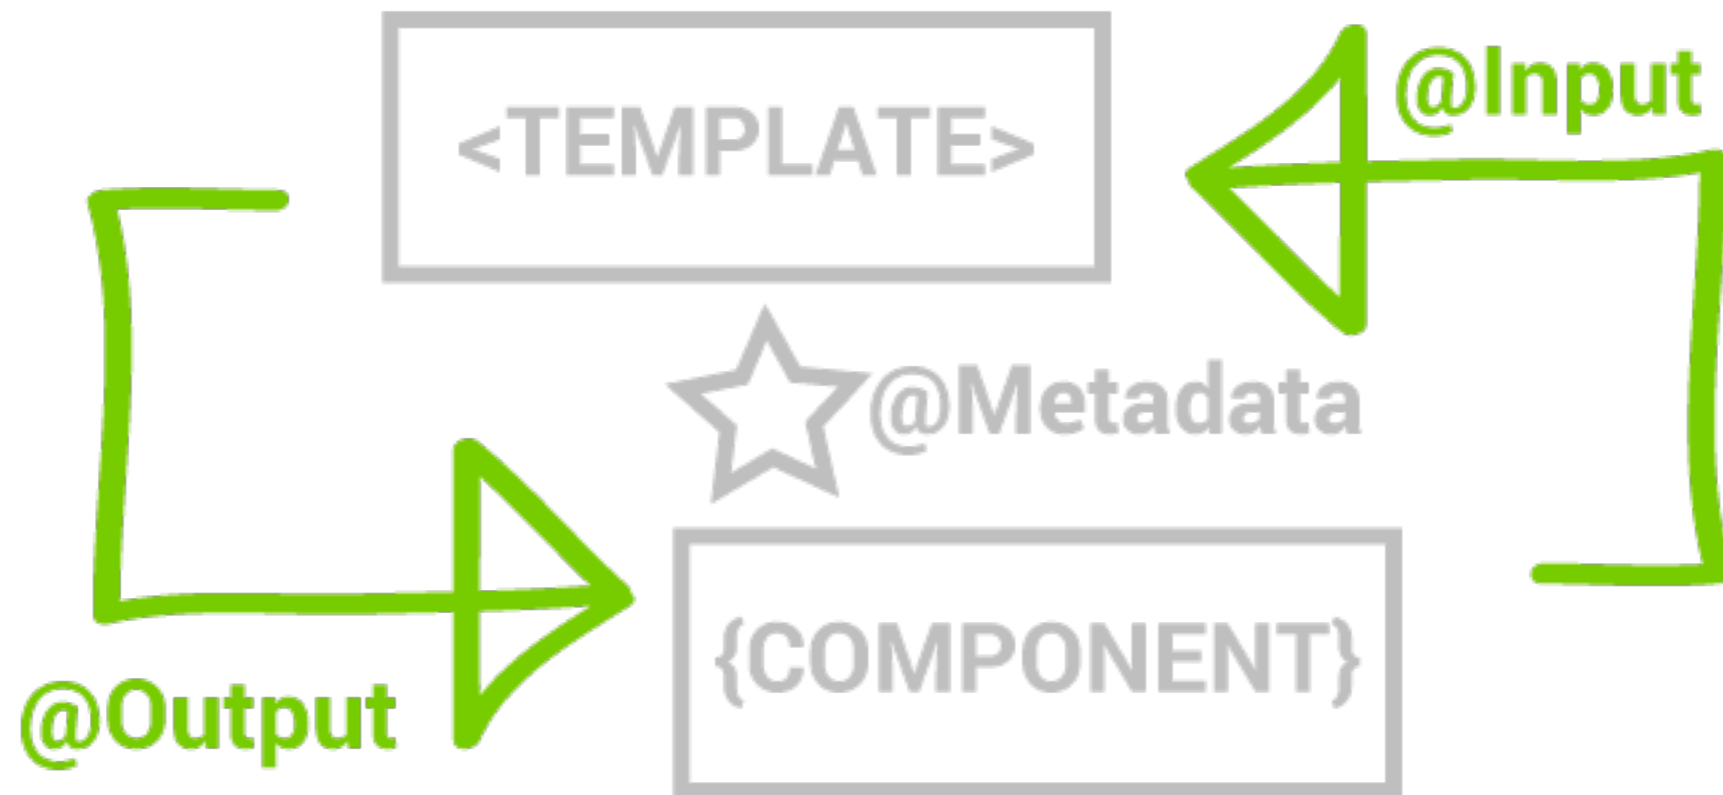 <TEMPLATE>
@Input
@Metadata
{COMPONENT}
@Output